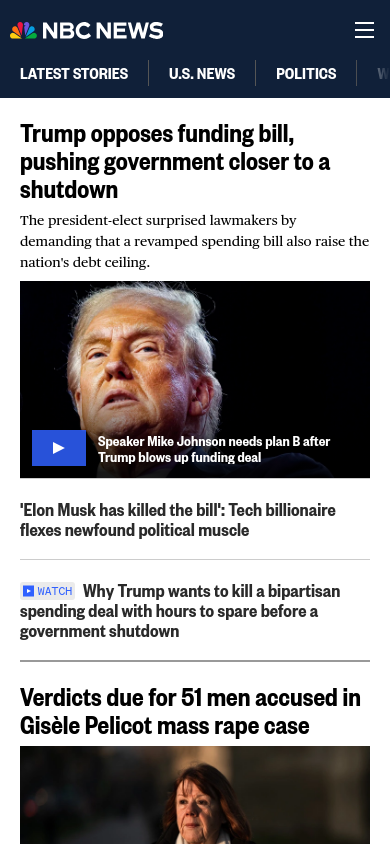 NBC NEWS
LATEST STORIES
U.S. NEWS
POLITICS
Trump opposes funding bill,
pushing government closer to a
shutdown
The president-elect surprised lawmakers by
demanding that a revamped spending bill also raise the
nation's debt ceiling.
Speaker Mike Johnson needs plan B after
Trump blows up funding deal
'Elon Musk has killed the bill': Tech billionaire
flexes newfound political muscle
WATCH Why Trump wants to kill a bipartisan
spending deal with hours to spare before a
government shutdown
Verdicts due for 51 men accused in
Gisèle Pelicot mass rape case